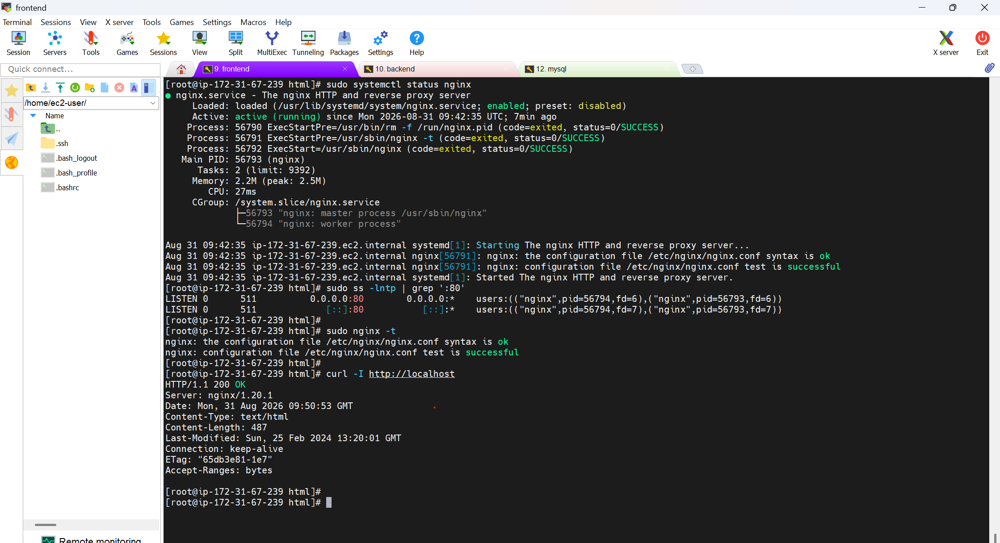 frontend
Terminal Sessions View X server Tools Games Settings Macros Help
Session Servers Tools Games Sessions View Split MultiExec Tunneling Packages Settings Help X server Exit
Quick connect...
9. frontend
10. backend
12. mysql
/home/ec2-user/
Name
..
.ssh
.bash_logout
.bash_profile
.bashrc
Remote monitoring
[root@ip-172-31-67-239 html]# sudo systemctl status nginx
● nginx.service - The nginx HTTP and reverse proxy server
     Loaded: loaded (/usr/lib/systemd/system/nginx.service; enabled; preset: disabled)
     Active: active (running) since Mon 2026-08-31 09:42:35 UTC; 7min ago
    Process: 56790 ExecStartPre=/usr/bin/rm -f /run/nginx.pid (code=exited, status=0/SUCCESS)
    Process: 56791 ExecStartPre=/usr/sbin/nginx -t (code=exited, status=0/SUCCESS)
    Process: 56792 ExecStart=/usr/sbin/nginx (code=exited, status=0/SUCCESS)
   Main PID: 56793 (nginx)
      Tasks: 2 (limit: 9392)
     Memory: 2.2M (peak: 2.5M)
        CPU: 27ms
     CGroup: /system.slice/nginx.service
             ├─56793 "nginx: master process /usr/sbin/nginx"
             └─56794 "nginx: worker process"

Aug 31 09:42:35 ip-172-31-67-239.ec2.internal systemd[1]: Starting The nginx HTTP and reverse proxy server...
Aug 31 09:42:35 ip-172-31-67-239.ec2.internal nginx[56791]: nginx: the configuration file /etc/nginx/nginx.conf syntax is ok
Aug 31 09:42:35 ip-172-31-67-239.ec2.internal nginx[56791]: nginx: configuration file /etc/nginx/nginx.conf test is successful
Aug 31 09:42:35 ip-172-31-67-239.ec2.internal systemd[1]: Started The nginx HTTP and reverse proxy server.
[root@ip-172-31-67-239 html]# sudo ss -lntp | grep ':80'
LISTEN 0      511          0.0.0.0:80        0.0.0.0:*    users:(("nginx",pid=56794,fd=6),("nginx",pid=56793,fd=6))
LISTEN 0      511             [::]:80           [::]:*    users:(("nginx",pid=56794,fd=7),("nginx",pid=56793,fd=7))
[root@ip-172-31-67-239 html]#
[root@ip-172-31-67-239 html]# sudo nginx -t
nginx: the configuration file /etc/nginx/nginx.conf syntax is ok
nginx: configuration file /etc/nginx/nginx.conf test is successful
[root@ip-172-31-67-239 html]#
[root@ip-172-31-67-239 html]# curl -I http://localhost
HTTP/1.1 200 OK
Server: nginx/1.20.1
Date: Mon, 31 Aug 2026 09:50:53 GMT
Content-Type: text/html
Content-Length: 487
Last-Modified: Sun, 25 Feb 2024 13:20:01 GMT
Connection: keep-alive
ETag: "65db3e81-1e7"
Accept-Ranges: bytes

[root@ip-172-31-67-239 html]#
[root@ip-172-31-67-239 html]#